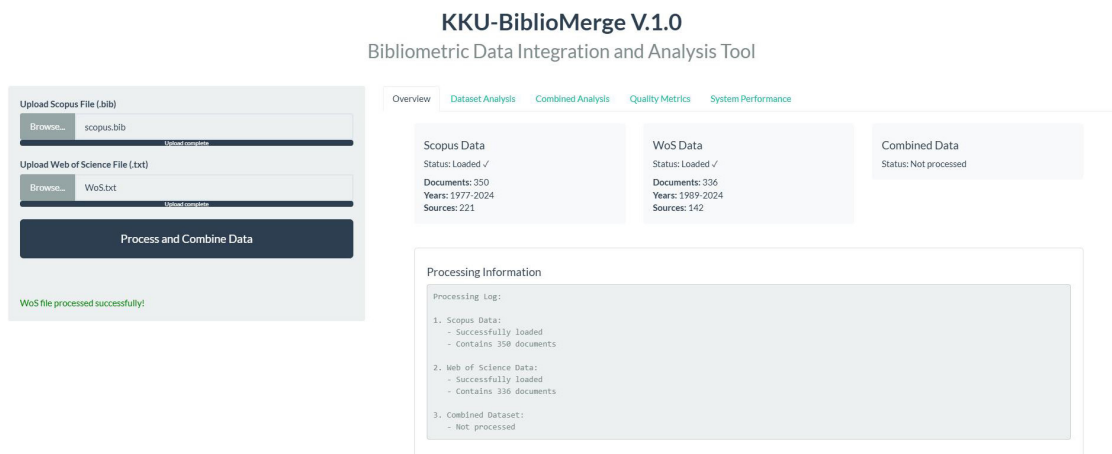 KKU-BiblioMerge V.1.0
Bibliometric Data Integration and Analysis Tool
Upload Scopus File (.bib)
Browse... scopus.bib
Upload complete
Upload Web of Science File (.txt)
Browse... WoS.txt
Upload complete
Process and Combine Data
WoS file processed successfully!
Overview Dataset Analysis Combined Analysis Quality Metrics System Performance
Scopus Data
Status: Loaded ✓
Documents: 350
Years: 1977-2024
Sources: 221
WoS Data
Status: Loaded ✓
Documents: 336
Years: 1989-2024
Sources: 142
Combined Data
Status: Not processed
Processing Information
Processing Log:
1. Scopus Data:
- Successfully loaded
- Contains 350 documents
2. Web of Science Data:
- Successfully loaded
- Contains 336 documents
3. Combined Dataset:
- Not processed